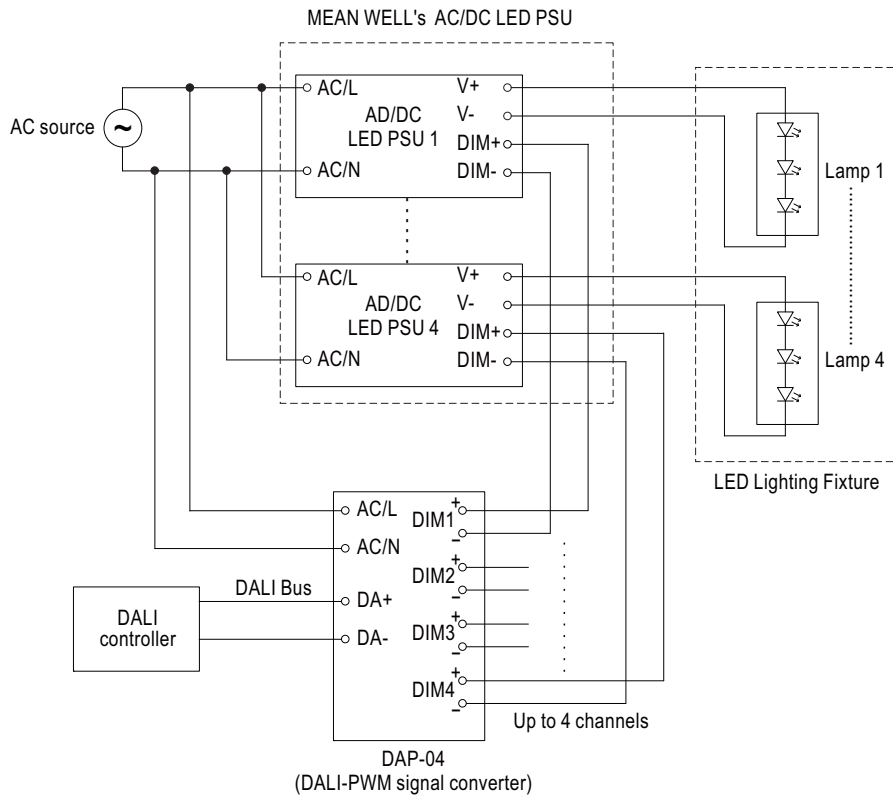 MEAN WELL's AC/DC LED PSU
AC source
~
AC/L
AD/DC
LED PSU 1
AC/N
V+
V-
DIM+
DIM-
Lamp 1
AC/L
AD/DC
LED PSU 4
AC/N
V+
V-
DIM+
DIM-
Lamp 4
LED Lighting Fixture
AC/L
AC/N
DA+
DA-
DIM1
+
−
DIM2
+
−
DIM3
+
−
DIM4
+
−
DALI Bus
DALI
controller
Up to 4 channels
DAP-04
(DALI-PWM signal converter)